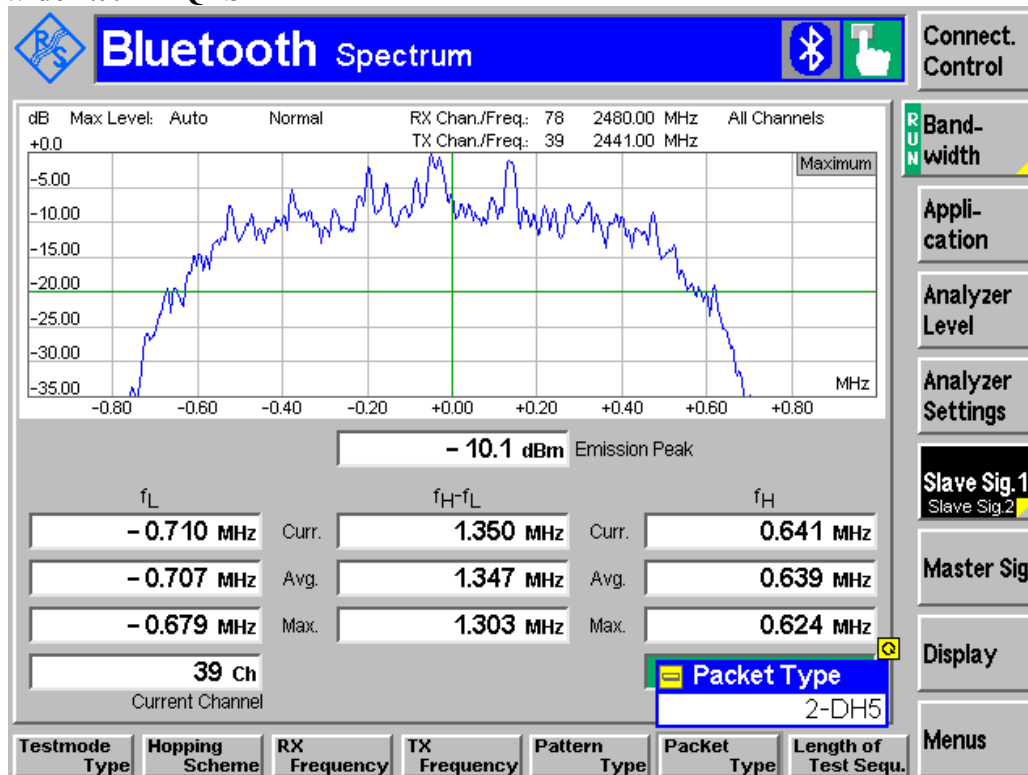 R&S
Bluetooth Spectrum
Connect.
Control
dB Max Level: Auto Normal RX Chan./Freq.: 78 2480.00 MHz All Channels
TX Chan./Freq.: 39 2441.00 MHz
+0.0
Maximum
-5.00
-10.00
-15.00
-20.00
-25.00
-30.00
-35.00
MHz
-0.80 -0.60 -0.40 -0.20 +0.00 +0.20 +0.40 +0.60 +0.80
RUN
Band-
width
Appli-
cation
Analyzer
Level
Analyzer
Settings
Slave Sig.1
Slave Sig.2
Master Sig
Display
Menus
- 10.1 dBm Emission Peak
fL fH-fL fH
- 0.710 MHz Curr. 1.350 MHz Curr. 0.641 MHz
- 0.707 MHz Avg. 1.347 MHz Avg. 0.639 MHz
- 0.679 MHz Max. 1.303 MHz Max. 0.624 MHz
39 Ch
Current Channel
Packet Type
2-DH5
Testmode
Type
Hopping
Scheme
RX
Frequency
TX
Frequency
Pattern
Type
Packet
Type
Length of
Test Sequ.